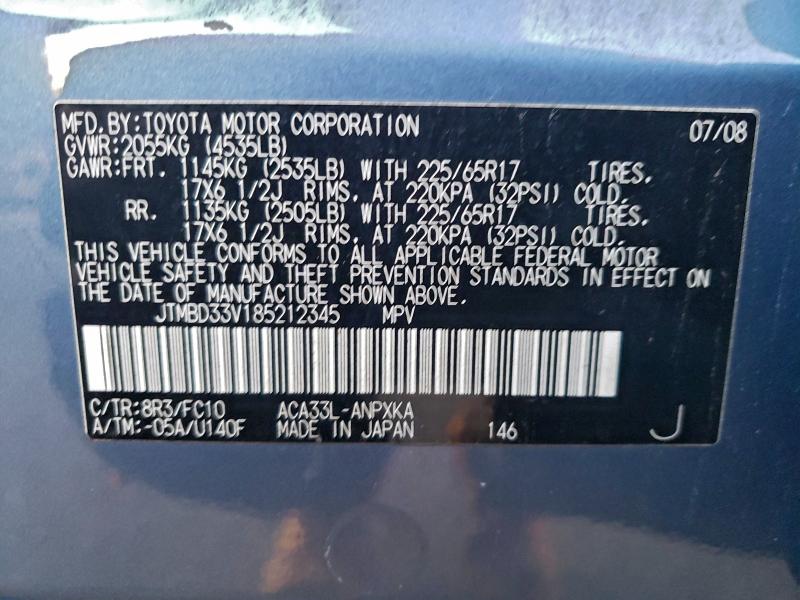 MFD. BY: TOYOTA MOTOR CORPORATION 07/08
GVWR: 2055KG (4535LB)
GAWR: FRT. 1145KG (2535LB) WITH 225/65R17 TIRES,
17X6 1/2J RIMS, AT 220KPA (32PSI) COLD.
RR. 1135KG (2505LB) WITH 225/65R17 TIRES,
17X6 1/2J RIMS, AT 220KPA (32PSI) COLD.
THIS VEHICLE CONFORMS TO ALL APPLICABLE FEDERAL MOTOR
VEHICLE SAFETY AND THEFT PREVENTION STANDARDS IN EFFECT ON
THE DATE OF MANUFACTURE SHOWN ABOVE.
JTMBD33V185212345 MPV
C/TR: 8R3/FC10 ACA33L-ANPXKA
A/TM: -05A/U140F MADE IN JAPAN 146 J